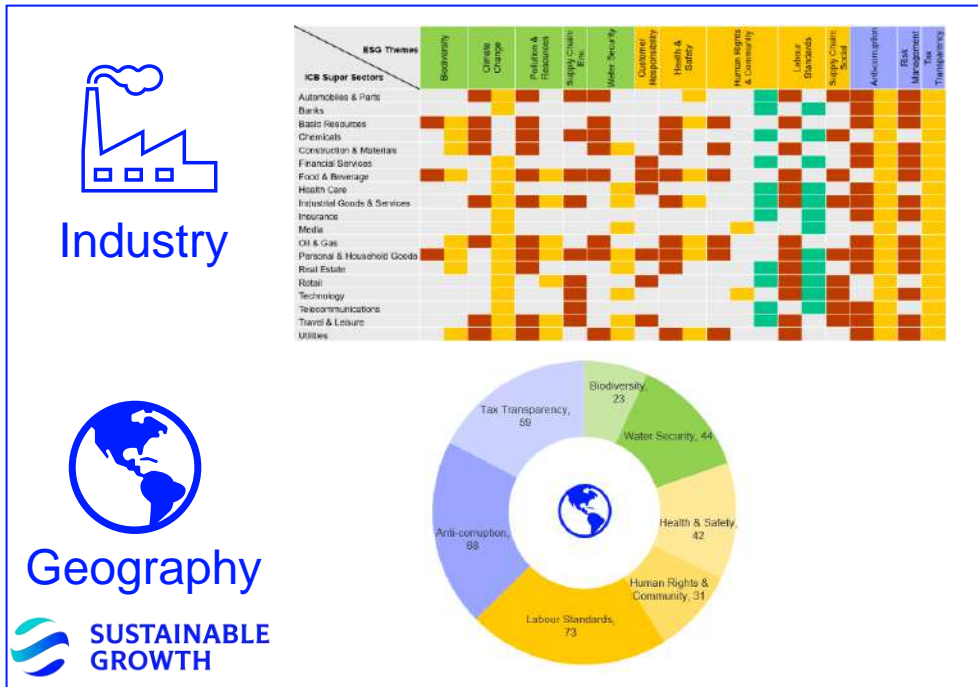 ESG Themes
ICB Supor Sectors
Biodiversity
Climate
Change
Pollution &
Resources
Supply Chain:
Env.
Water Security
Customer
Responsibility
Health &
Safety
Human Rights
& Community
Labour
Standards
Supply Chain:
Social
Anti-corruption
Risk
Management
Tax
Transparency
Automobiles & Parts
Banks
Basic Resources
Chemicals
Construction & Materials
Financial Services
Food & Beverage
Health Care
Industrial Goods & Services
Insurance
Media
Oil & Gas
Personal & Household Goods
Real Estate
Retail
Technology
Telecommunications
Travel & Leisure
Utilities
Industry
Tax Transparency,
59
Biodiversity,
23
Water Security, 44
Health & Safety,
42
Human Rights &
Community, 31
Labour Standards,
73
Anti-corruption,
68
Geography
SUSTAINABLE
GROWTH